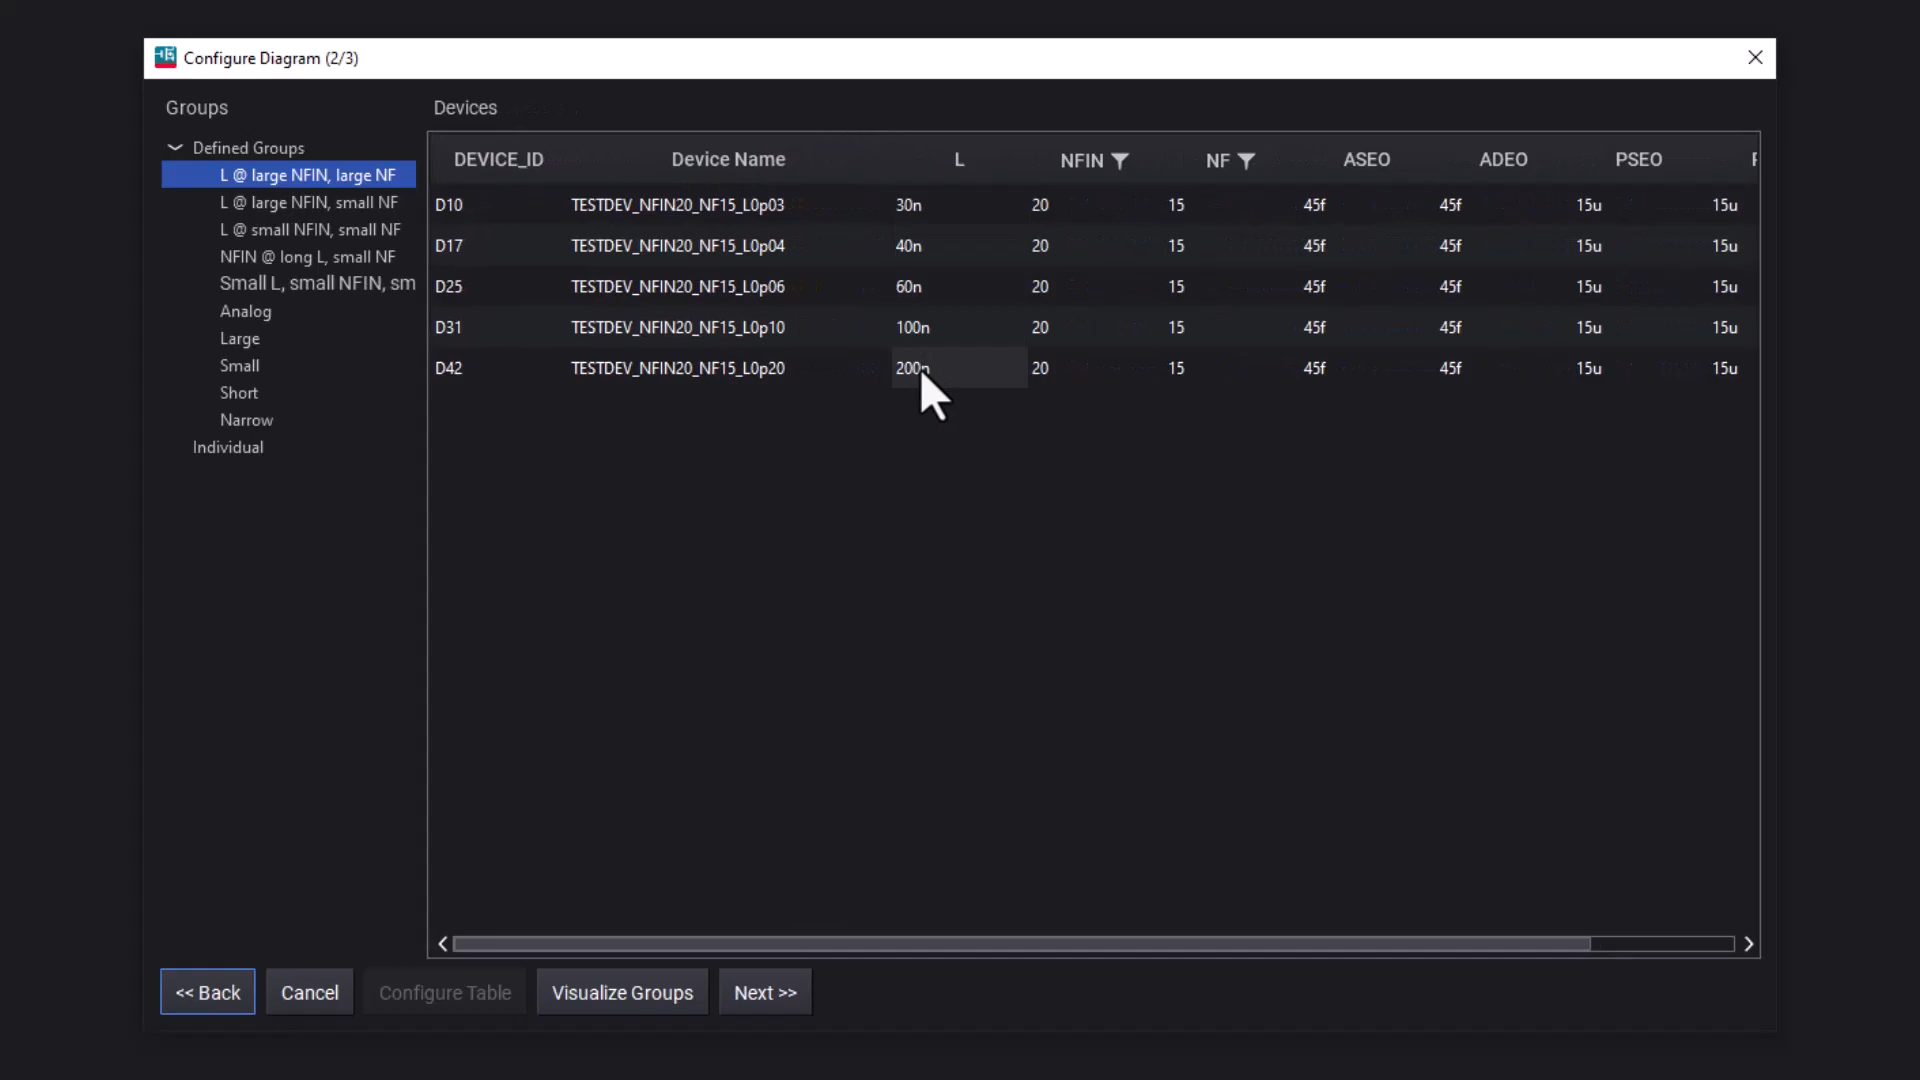 Configure Diagram (2/3)
Groups
Defined Groups
L @ large NFIN, large NF
L @ large NFIN, small NF
L @ small NFIN, small NF
NFIN @ long L, small NF
Small L, small NFIN, sm
Analog
Large
Small
Short
Narrow
Individual
Devices
DEVICE_ID Device Name L NFIN NF ASEO ADEO PSEO
D10 TESTDEV_NFIN20_NF15_L0p03 30n 20 15 45f 45f 15u 15u
D17 TESTDEV_NFIN20_NF15_L0p04 40n 20 15 45f 45f 15u 15u
D25 TESTDEV_NFIN20_NF15_L0p06 60n 20 15 45f 45f 15u 15u
D31 TESTDEV_NFIN20_NF15_L0p10 100n 20 15 45f 45f 15u 15u
D42 TESTDEV_NFIN20_NF15_L0p20 200n 20 15 45f 45f 15u 15u
<< Back Cancel Configure Table Visualize Groups Next >>